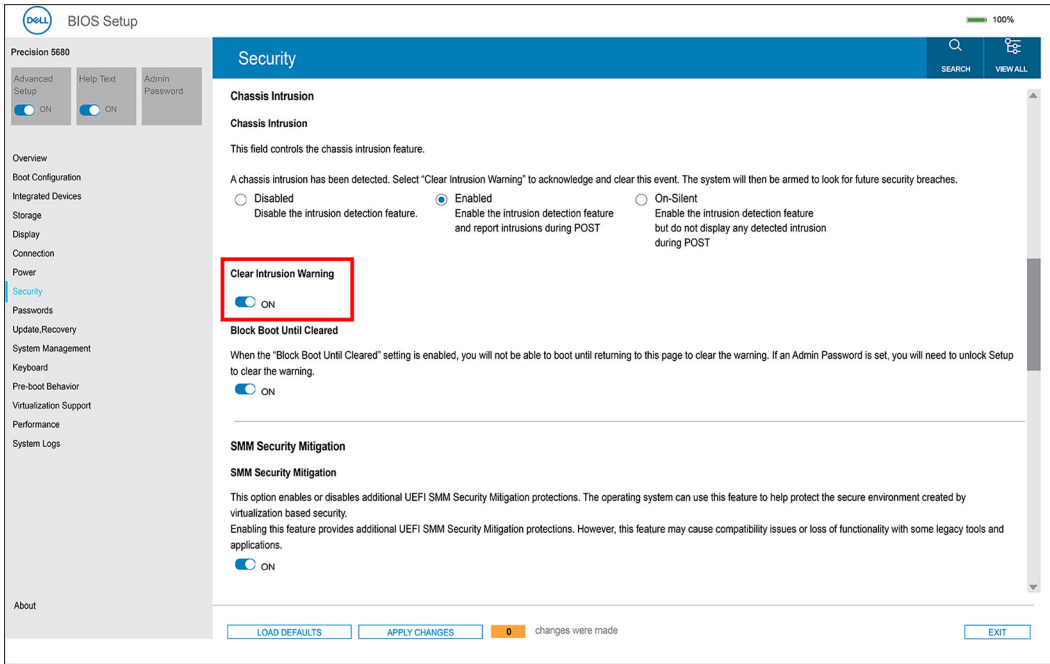 DELL BIOS Setup 100%
Precision 5680
Advanced Setup
ON
Help Text
ON
Admin Password
Overview
Boot Configuration
Integrated Devices
Storage
Display
Connection
Power
Security
Passwords
Update,Recovery
System Management
Keyboard
Pre-boot Behavior
Virtualization Support
Performance
System Logs
About
Security
SEARCH
VIEW ALL
Chassis Intrusion
Chassis Intrusion
This field controls the chassis intrusion feature.
A chassis intrusion has been detected. Select “Clear Intrusion Warning” to acknowledge and clear this event. The system will then be armed to look for future security breaches.
Disabled
Disable the intrusion detection feature.
Enabled
Enable the intrusion detection feature
and report intrusions during POST
On-Silent
Enable the intrusion detection feature
but do not display any detected intrusion
during POST
Clear Intrusion Warning
ON
Block Boot Until Cleared
When the “Block Boot Until Cleared” setting is enabled, you will not be able to boot until returning to this page to clear the warning. If an Admin Password is set, you will need to unlock Setup
to clear the warning.
ON
SMM Security Mitigation
SMM Security Mitigation
This option enables or disables additional UEFI SMM Security Mitigation protections. The operating system can use this feature to help protect the secure environment created by
virtualization based security.
Enabling this feature provides additional UEFI SMM Security Mitigation protections. However, this feature may cause compatibility issues or loss of functionality with some legacy tools and
applications.
ON
LOAD DEFAULTS
APPLY CHANGES
0 changes were made
EXIT